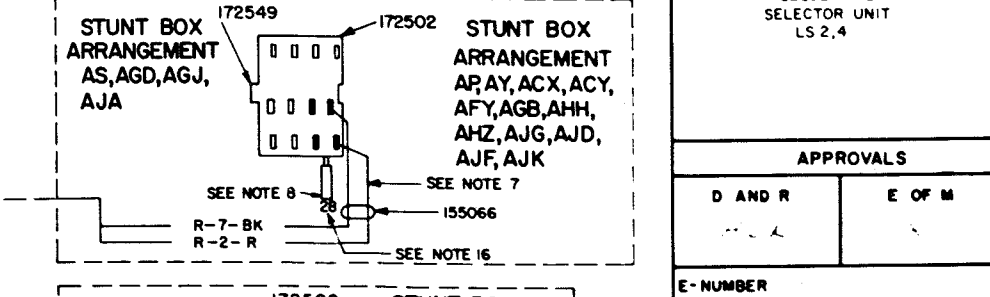 172549
172502
STUNT BOX
ARRANGEMENT
AS,AGD,AGJ,
AJA
STUNT BOX
ARRANGEMENT
AP,AY,ACX,ACY,
AFY,AGB,AHH,
AHZ,AJG,AJD,
AJF,AJK
SEE NOTE 8
SEE NOTE 7
28
155066
R-7-BK
R-2-R
SEE NOTE 16
SELECTOR UNIT
LS 2,4
APPROVALS
D AND R
E OF M
E-NUMBER